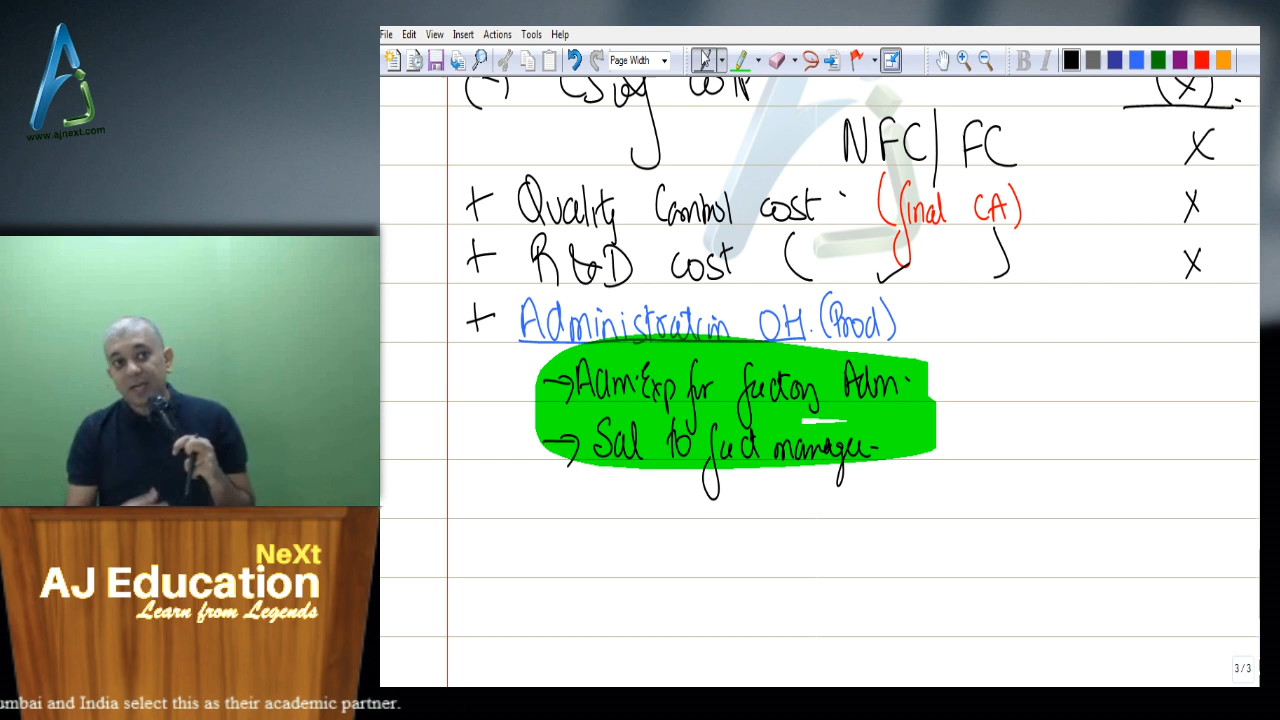 File Edit View Insert Actions Tools Help
Page Width
B I
www.ajnext.com
(-) (X).
NFC | FC X
+ Quality Control cost (final CA) X
+ R & D cost ( ✓ ) X
+ Administration OH. (Prod)
→ Adm. Exp for factory Adm.
→ Sal to fact manager
NeXt
AJ Education
Learn from Legends
3/3
umbai and India select this as their academic partner.